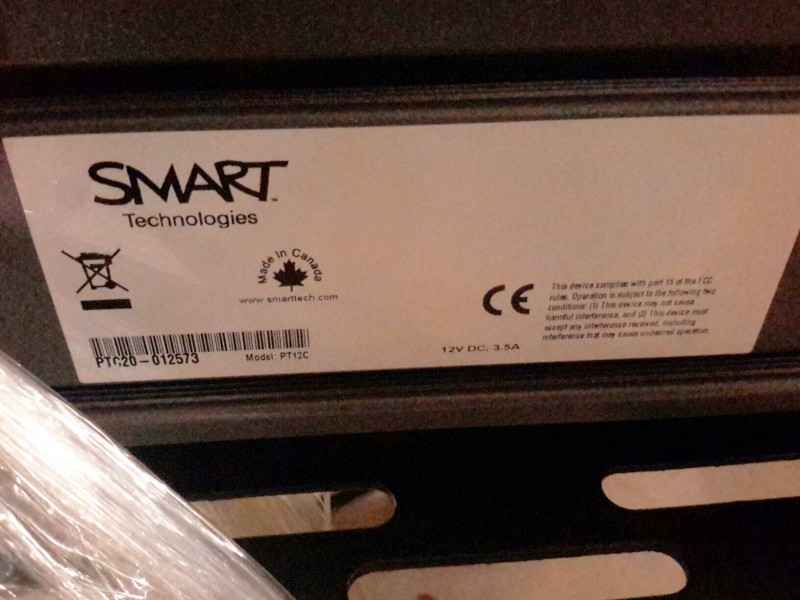 SMART™
Technologies
Made in Canada
www.smarttech.com
PTC20-012573
Model: PT12C
12V DC, 3.5A
CE
This device complies with part 15 of the FCC
rules. Operation is subject to the following two
conditions: (1) This device may not cause
harmful interference, and (2) This device must
accept any interference received, including
interference that may cause undesired operation.